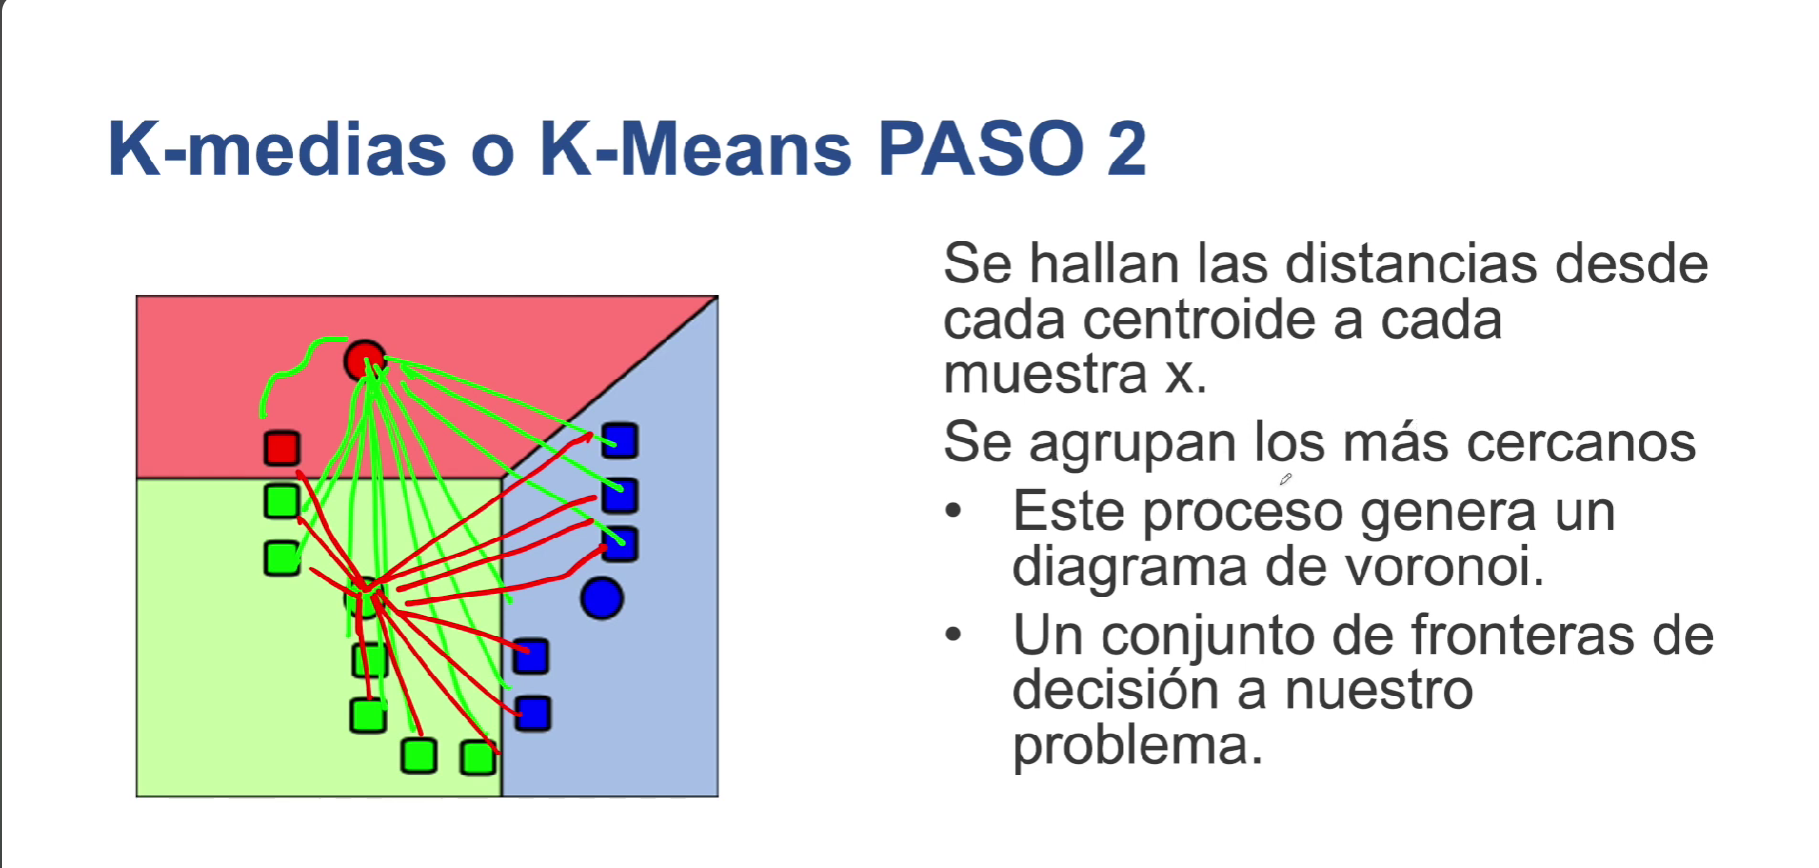 K-medias o K-Means PASO 2
Se hallan las distancias desde
cada centroide a cada
muestra x.
Se agrupan los más cercanos
• Este proceso genera un
diagrama de voronoi.
• Un conjunto de fronteras de
decisión a nuestro
problema.